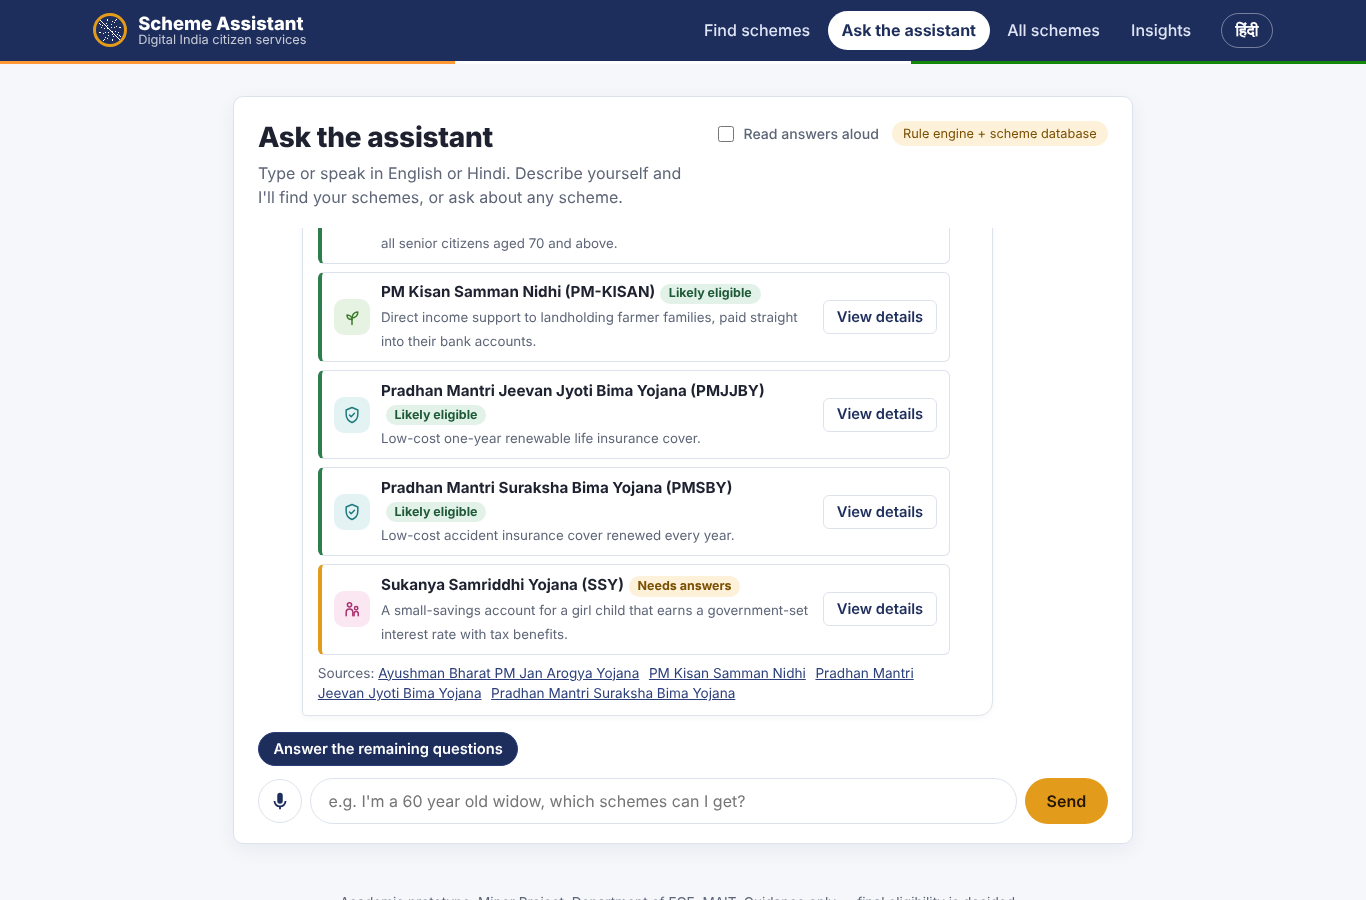 Scheme Assistant
Digital India citizen services
Find schemes
Ask the assistant
All schemes
Insights
हिंदी
Ask the assistant
Read answers aloud
Rule engine + scheme database
Type or speak in English or Hindi. Describe yourself and
I'll find your schemes, or ask about any scheme.
all senior citizens aged 70 and above.
PM Kisan Samman Nidhi (PM-KISAN) Likely eligible
Direct income support to landholding farmer families, paid straight
into their bank accounts.
View details
Pradhan Mantri Jeevan Jyoti Bima Yojana (PMJJBY)
Likely eligible
Low-cost one-year renewable life insurance cover.
View details
Pradhan Mantri Suraksha Bima Yojana (PMSBY)
Likely eligible
Low-cost accident insurance cover renewed every year.
View details
Sukanya Samriddhi Yojana (SSY) Needs answers
A small-savings account for a girl child that earns a government-set
interest rate with tax benefits.
View details
Sources: Ayushman Bharat PM Jan Arogya Yojana PM Kisan Samman Nidhi Pradhan Mantri
Jeevan Jyoti Bima Yojana Pradhan Mantri Suraksha Bima Yojana
Answer the remaining questions
e.g. I'm a 60 year old widow, which schemes can I get?
Send